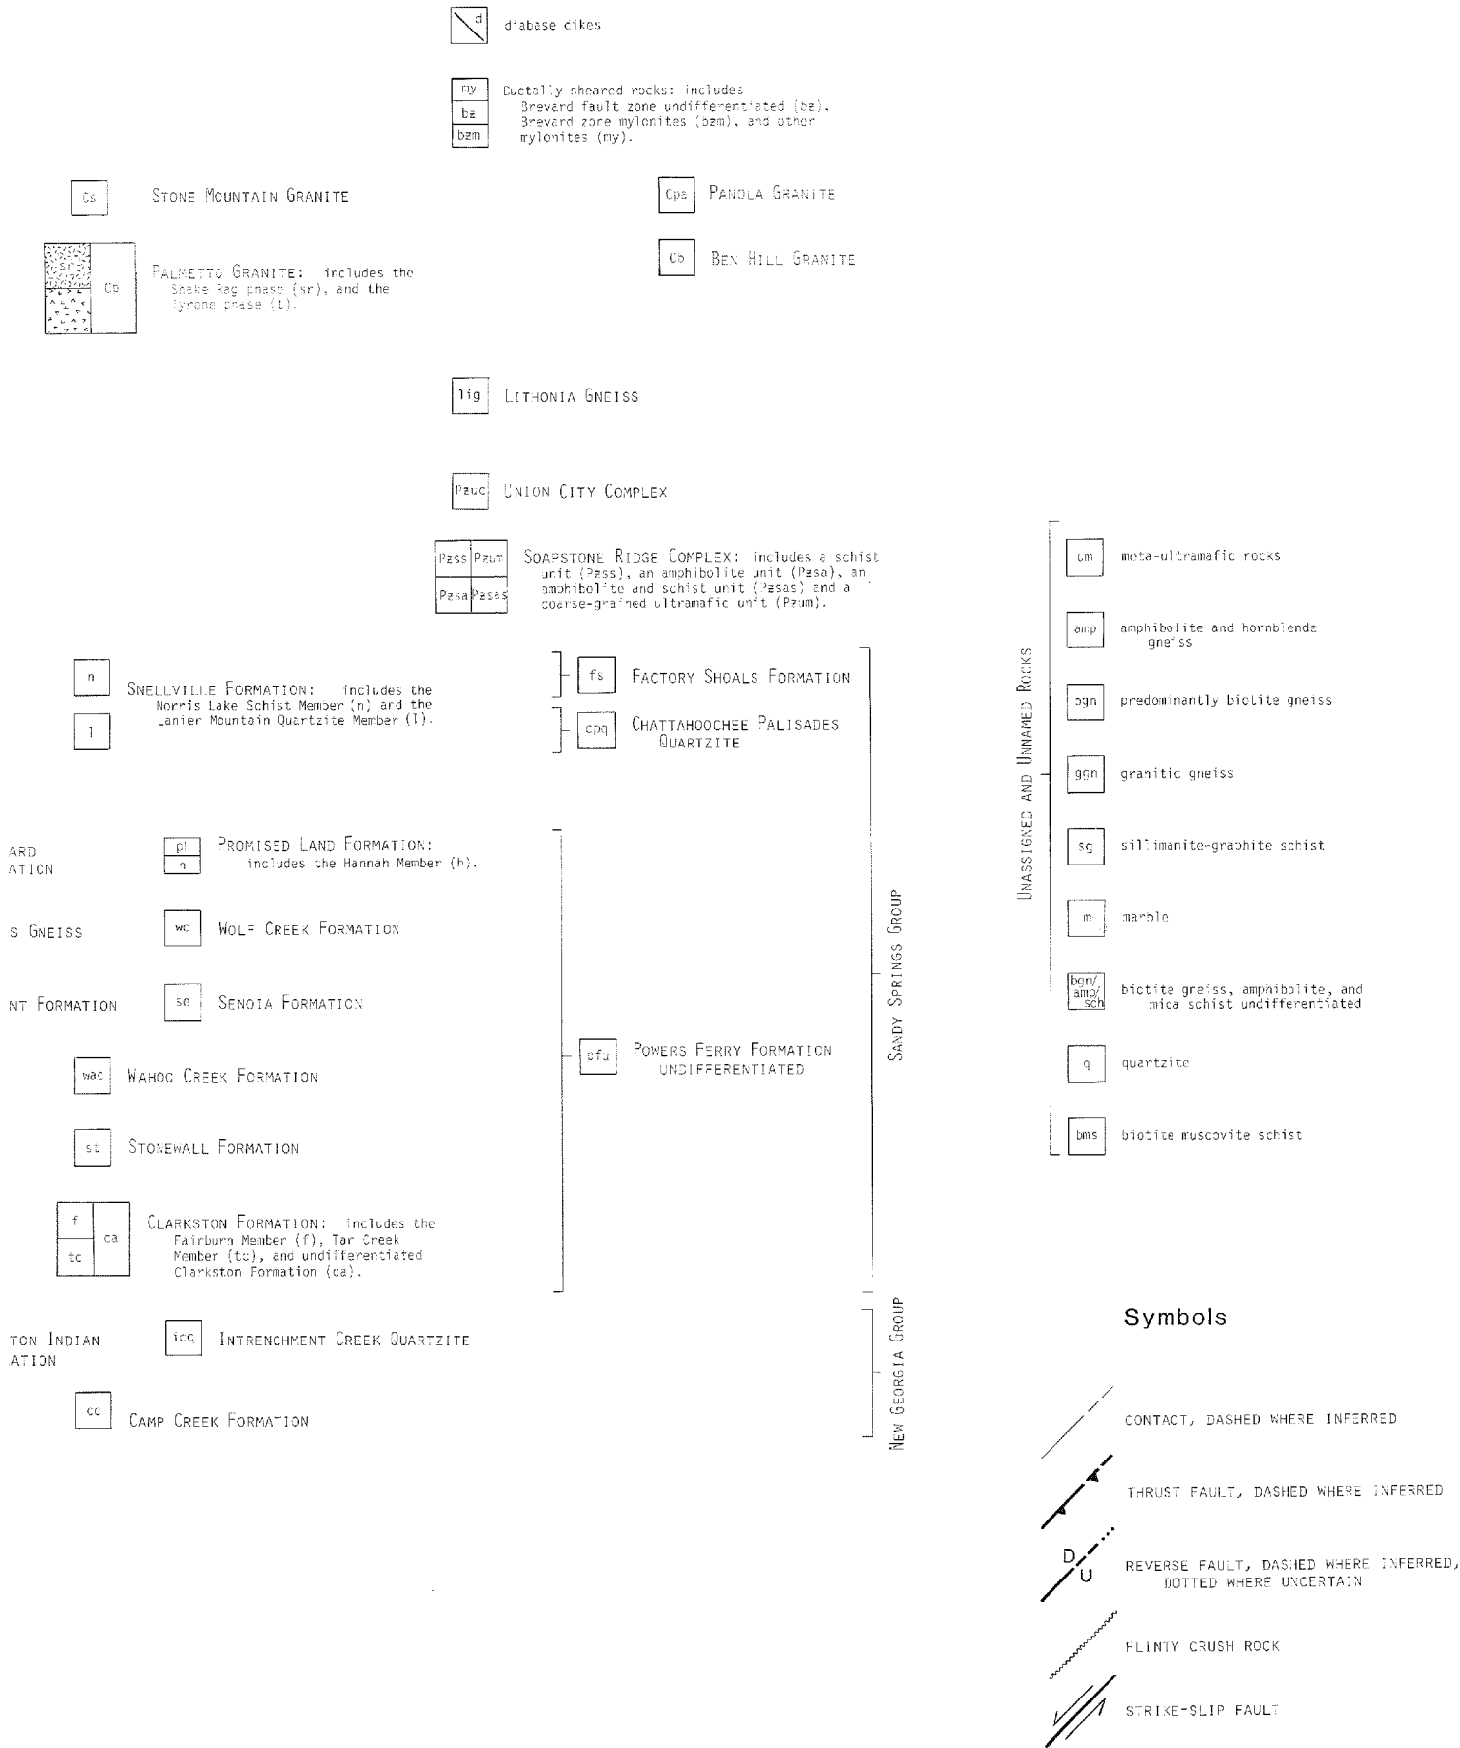 d
diabase dikes
my
bz
bzm
Ductally sheared rocks: includes
Brevard fault zone undifferentiated (bz),
Brevard zone mylonites (bzm), and other
mylonites (my).
Cs
STONE MOUNTAIN GRANITE
Cpa
PANOLA GRANITE
sr
Cp
PALMETTO GRANITE: includes the
Shake Rag phase (sr), and the
Tyrone phase (t).
Cb
BEN HILL GRANITE
lig
LITHONIA GNEISS
Pzuc
UNION CITY COMPLEX
Pzss Pzum
Pzsa Pzsas
SOAPSTONE RIDGE COMPLEX: includes a schist
unit (Pzss), an amphibolite unit (Pzsa), an
amphibolite and schist unit (Pzsas) and a
coarse-grained ultramafic unit (Pzum).
n
l
SNELLVILLE FORMATION: includes the
Norris Lake Schist Member (n) and the
Lanier Mountain Quartzite Member (l).
fs
FACTORY SHOALS FORMATION
cpq
CHATTAHOOCHEE PALISADES
QUARTZITE
ARD
ATION
pl
h
PROMISED LAND FORMATION:
includes the Hannah Member (h).
S GNEISS
wc
WOLF CREEK FORMATION
NT FORMATION
se
SENOIA FORMATION
wac
WAHOO CREEK FORMATION
pfu
POWERS FERRY FORMATION
UNDIFFERENTIATED
st
STONEWALL FORMATION
f
tc
ca
CLARKSTON FORMATION: includes the
Fairburn Member (f), Tar Creek
Member (tc), and undifferentiated
Clarkston Formation (ca).
SANDY SPRINGS GROUP
TON INDIAN
ATION
icq
INTRENCHMENT CREEK QUARTZITE
cc
CAMP CREEK FORMATION
NEW GEORGIA GROUP
UNASSIGNED AND UNNAMED ROCKS
um
meta-ultramafic rocks
amp
amphibolite and hornblende
gneiss
bgn
predominantly biotite gneiss
ggn
granitic gneiss
sg
sillimanite-graphite schist
m
marble
bgn/
amp/
sch
biotite gneiss, amphibolite, and
mica schist undifferentiated
q
quartzite
bms
biotite muscovite schist
Symbols
CONTACT, DASHED WHERE INFERRED
THRUST FAULT, DASHED WHERE INFERRED
D
U
REVERSE FAULT, DASHED WHERE INFERRED,
DOTTED WHERE UNCERTAIN
FLINTY CRUSH ROCK
STRIKE-SLIP FAULT